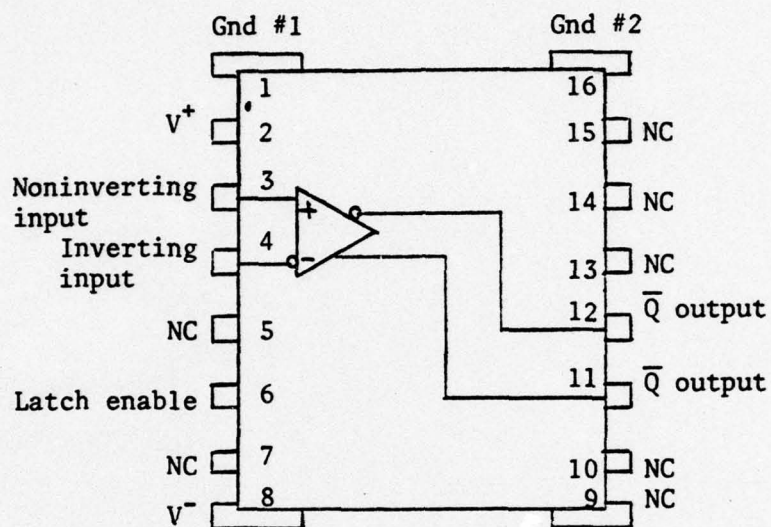 Gnd #1
Gnd #2
1
16
V⁺
2
15
NC
Noninverting
input
3
+
14
NC
Inverting
input
4
-
13
NC
12
Q̅ output
NC
5
11
Q̅ output
Latch enable
6
NC
7
10
NC
V⁻
8
9
NC